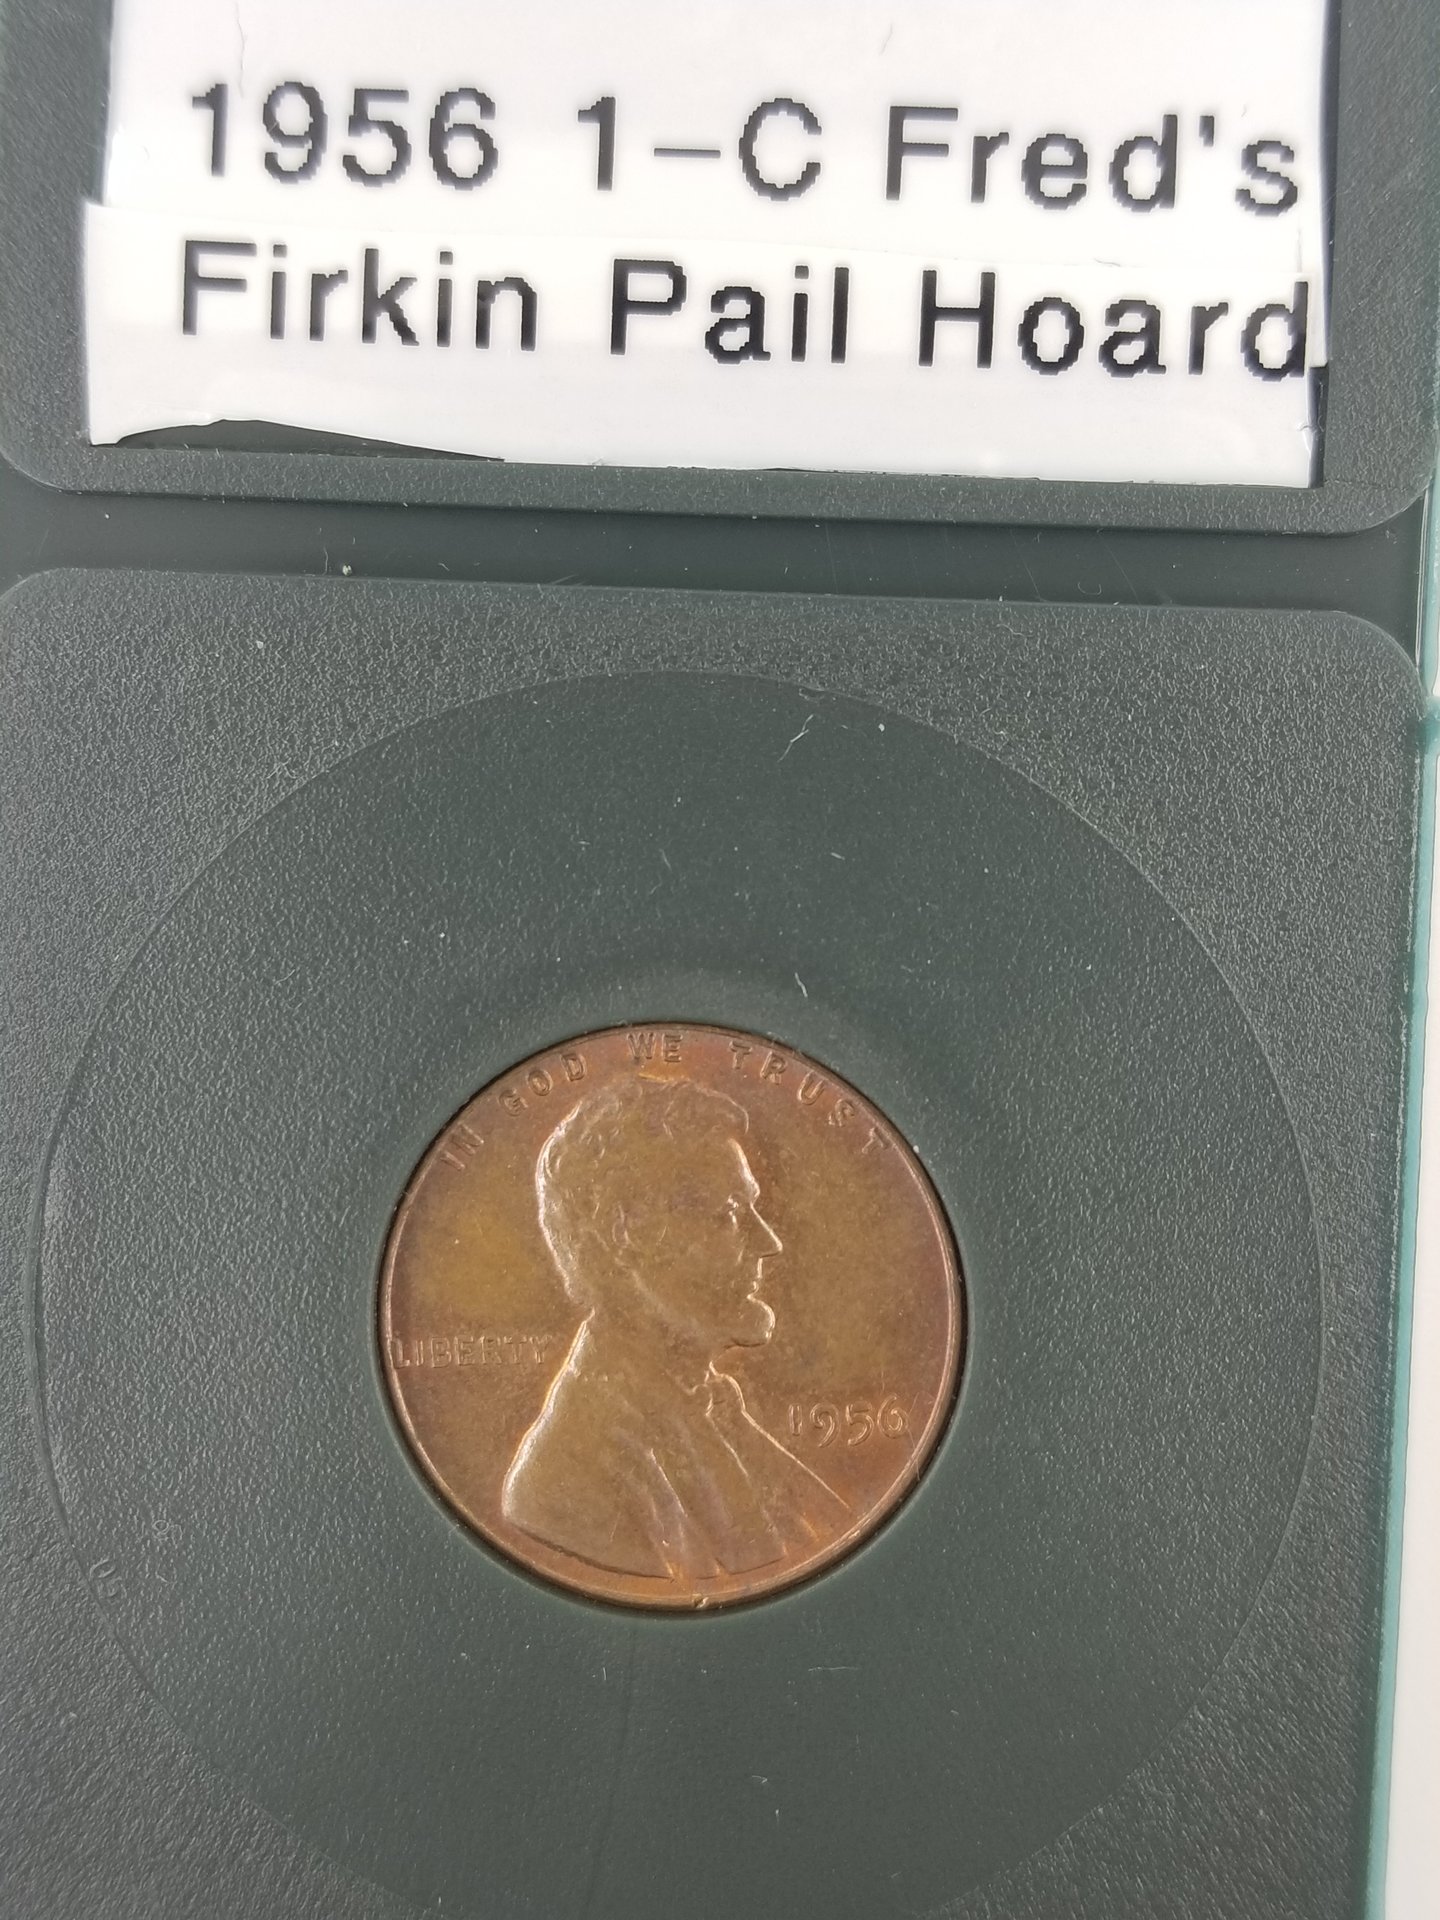 1956 1-C Fred's
Firkin Pail Hoard
IN GOD WE TRUST
LIBERTY
1956